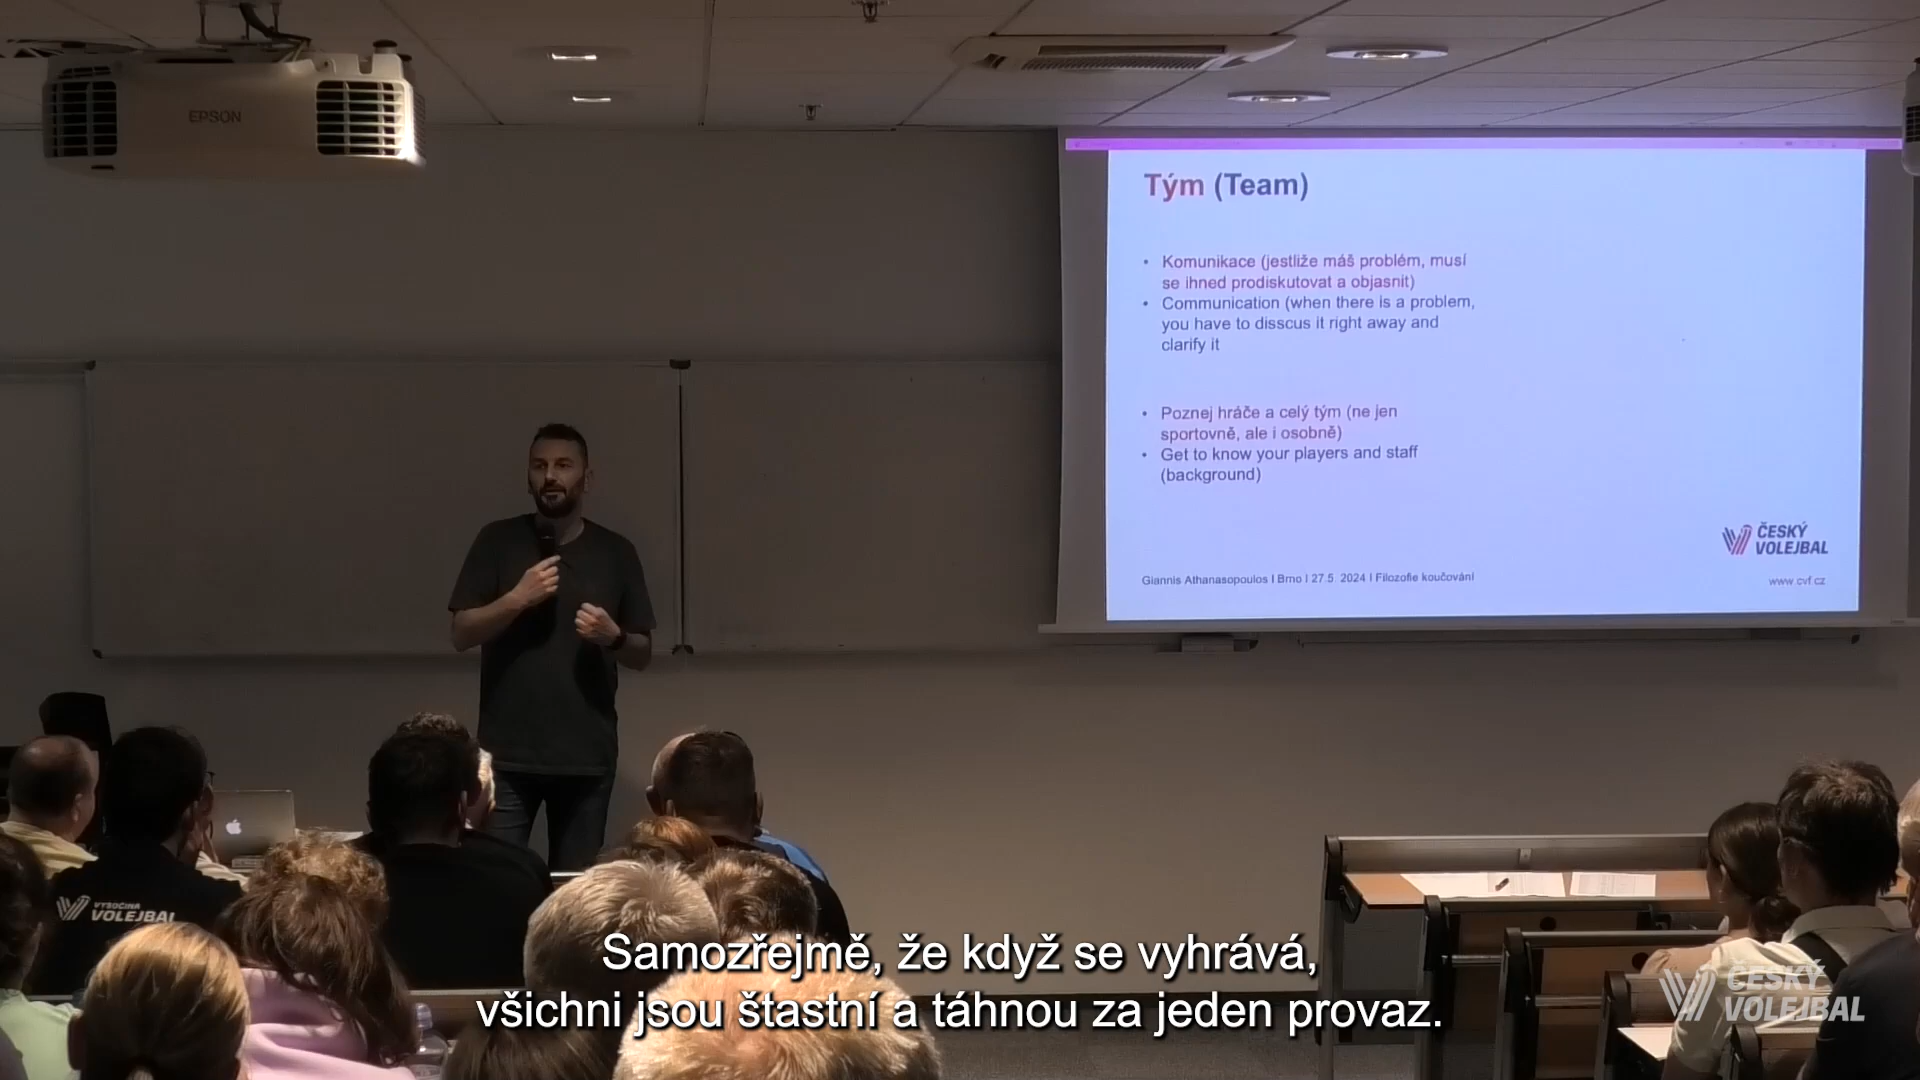 EPSON
Tým (Team)
• Komunikace (jestliže máš problém, musí
se ihned prodiskutovat a objasnit)
• Communication (when there is a problem,
you have to disscus it right away and
clarify it
• Poznej hráče a celý tým (ne jen
sportovně, ale i osobně)
• Get to know your players and staff
(background)
ČESKÝ
VOLEJBAL
Giannis Athanasopoulos I Brno I 27.5. 2024 I Filozofie koučování
www.cvf.cz
VYSOČINA
VOLEJBAL
Samozřejmě, že když se vyhrává,
všichni jsou štastní a táhnou za jeden provaz.
ČESKÝ
VOLEJBAL